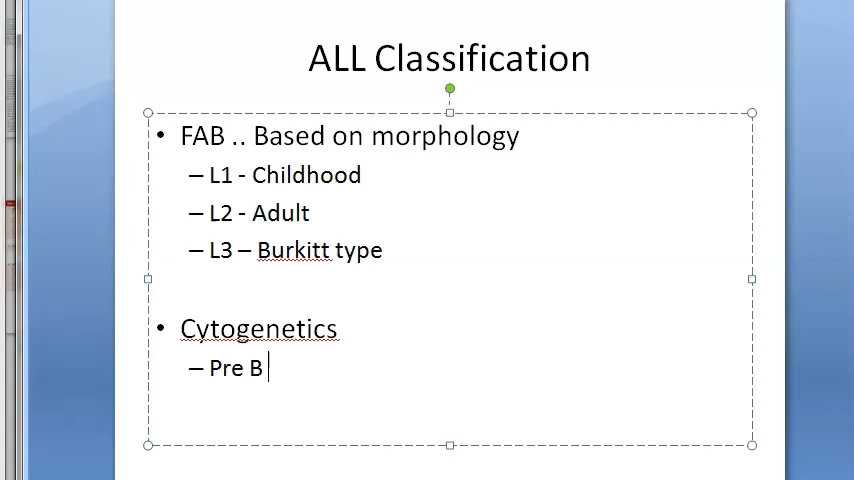 ALL Classification
• FAB .. Based on morphology
– L1 - Childhood
– L2 - Adult
– L3 – Burkitt type
• Cytogenetics
– Pre B